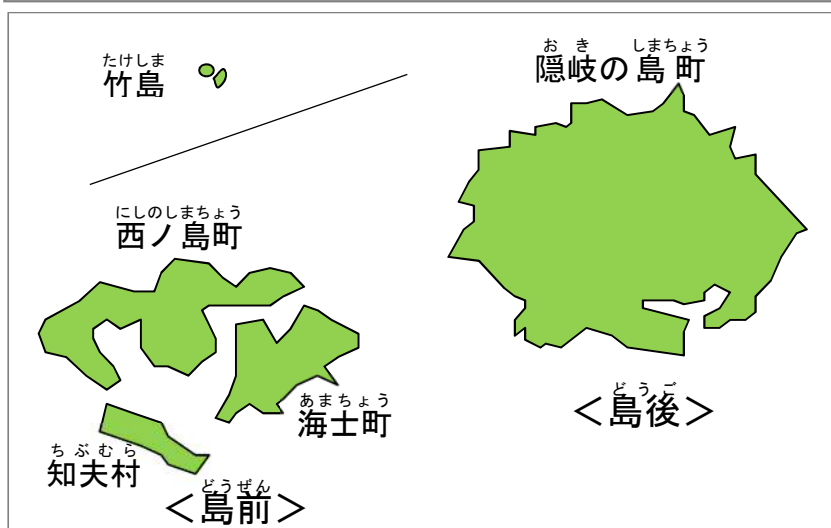 たけしま
竹島
おき しまちょう
隠岐の島町
にしのしまちょう
西ノ島町
あまちょう
海士町
どうご
＜島後＞
ちぶむら
知夫村
どうぜん
＜島前＞